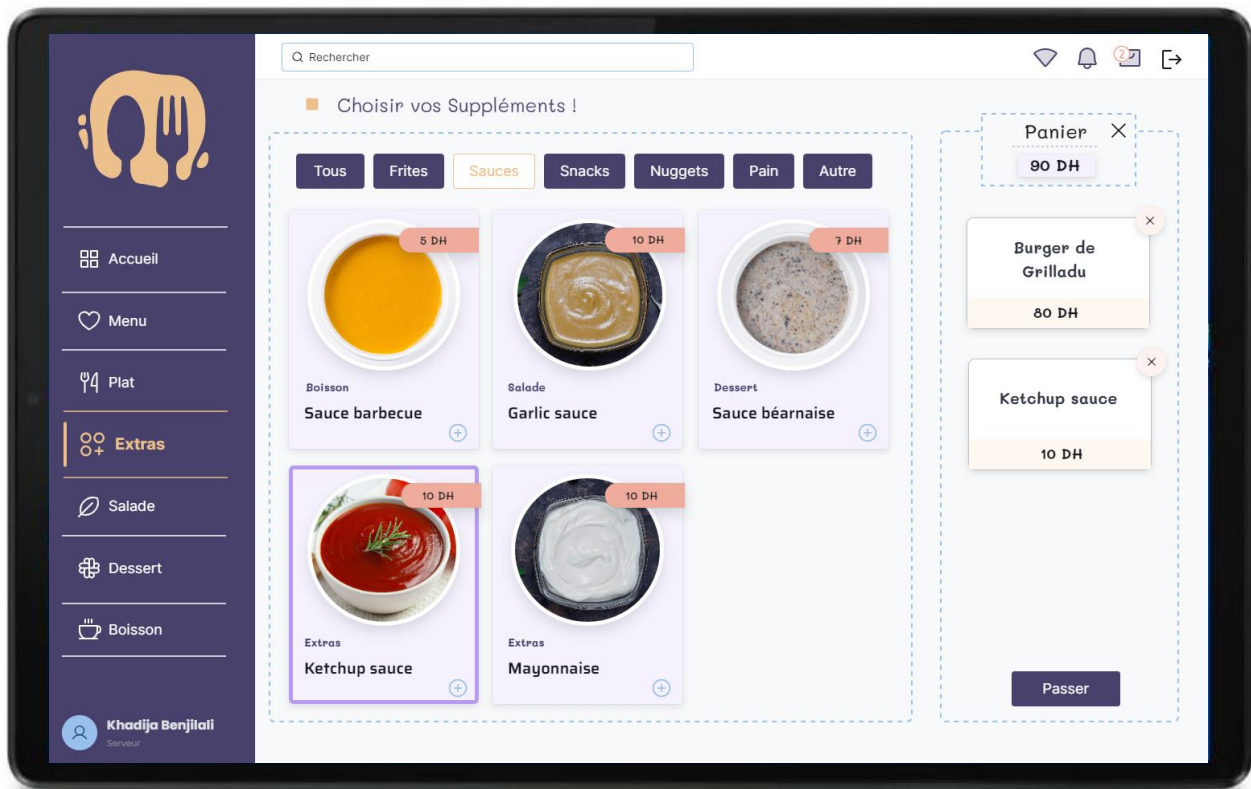 Rechercher
2
Choisir vos Suppléments !
Tous
Frites
Sauces
Snacks
Nuggets
Pain
Autre
Accueil
Menu
Plat
Extras
Salade
Dessert
Boisson
Khadija Benjilali
Serveur
5 DH
Boisson
Sauce barbecue
10 DH
Salade
Garlic sauce
7 DH
Dessert
Sauce béarnaise
10 DH
Extras
Ketchup sauce
10 DH
Extras
Mayonnaise
Panier
90 DH
Burger de
Grilladu
80 DH
Ketchup sauce
10 DH
Passer